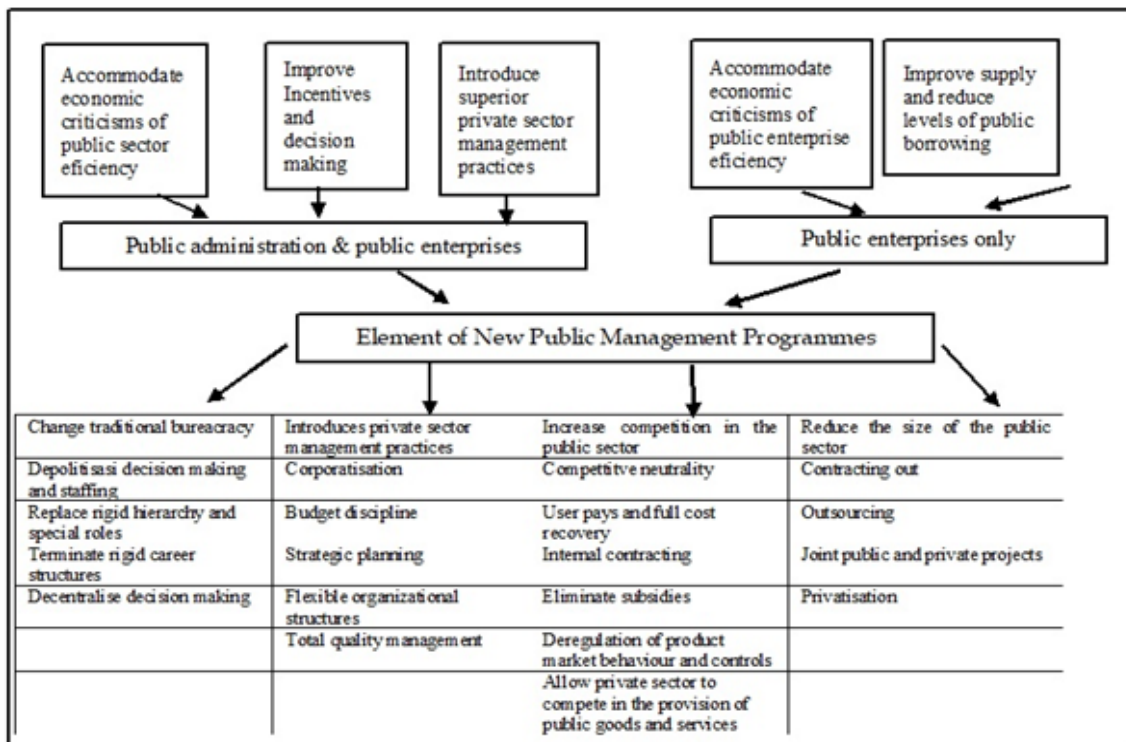 Accommodate
economic
criticisms of
public sector
eficiency
Improve
Incentives
and
decision
making
Introduce
superior
private sector
management
practices
Accommodate
economic
criticisms of
public enterprise
eficiency
Improve supply
and reduce
levels of public
borrowing
Public administration & public enterprises
Public enterprises only
Element of New Public Management Programmes
Change traditional bureacracy
Introduces private sector
management practices
Increase competition in the
public sector
Reduce the size of the public
sector
Depolitisasi decision making
and staffing
Corporatisation
Competitve neutrality
Contracting out
Replace rigid hierarchy and
special roles
Budget discipline
User pays and full cost
recovery
Outsourcing
Terminate rigid career
structures
Strategic planning
Internal contracting
Joint public and private projects
Decentralise decision making
Flexible organizational
structures
Eliminate subsidies
Privatisation
Total quality management
Deregulation of product
market behaviour and controls
Allow private sector to
compete in the provision of
public goods and services